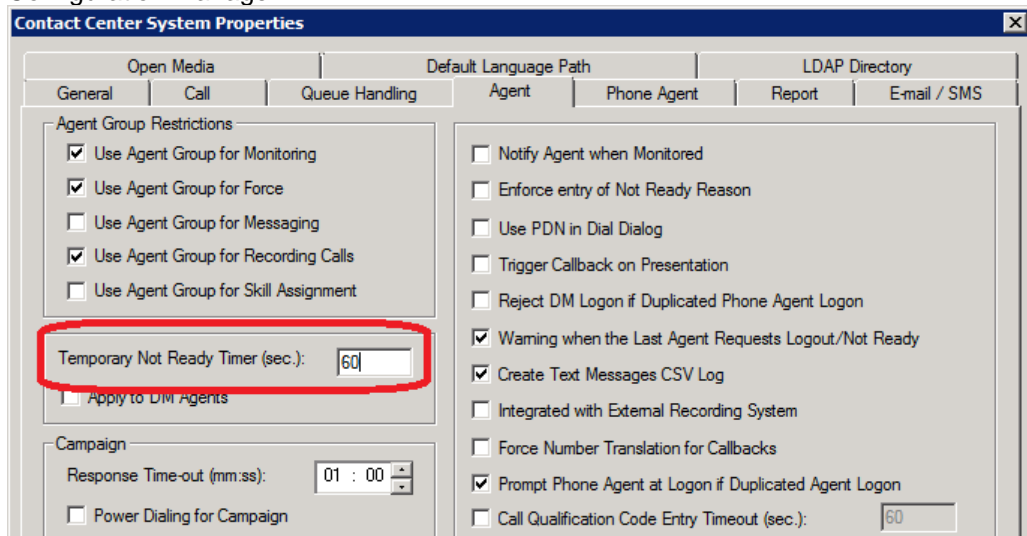 Contact Center System Properties
Open Media
Default Language Path
LDAP Directory
General
Call
Queue Handling
Agent
Phone Agent
Report
E-mail / SMS
Agent Group Restrictions
Use Agent Group for Monitoring
Use Agent Group for Force
Use Agent Group for Messaging
Use Agent Group for Recording Calls
Use Agent Group for Skill Assignment
Temporary Not Ready Timer (sec.): 60
Apply to DM Agents
Campaign
Response Time-out (mm:ss): 01 : 00
Power Dialing for Campaign
Notify Agent when Monitored
Enforce entry of Not Ready Reason
Use PDN in Dial Dialog
Trigger Callback on Presentation
Reject DM Logon if Duplicated Phone Agent Logon
Warning when the Last Agent Requests Logout/Not Ready
Create Text Messages CSV Log
Integrated with External Recording System
Force Number Translation for Callbacks
Prompt Phone Agent at Logon if Duplicated Agent Logon
Call Qualification Code Entry Timeout (sec.): 60